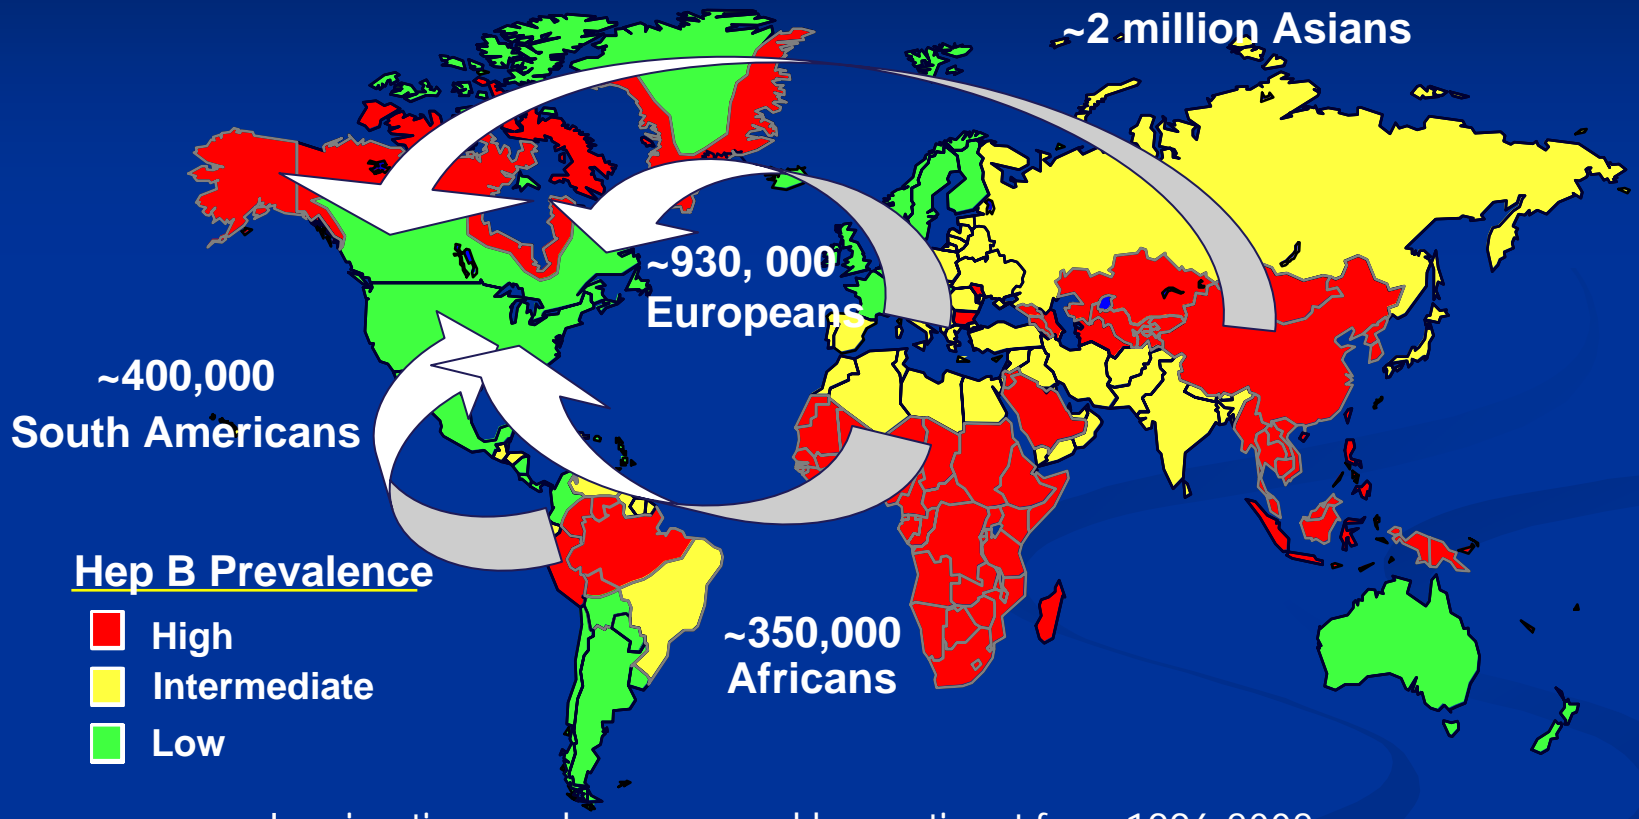 ~2 million Asians
~930, 000
Europeans
~400,000
South Americans
Hep B Prevalence
High
Intermediate
Low
~350,000
Africans